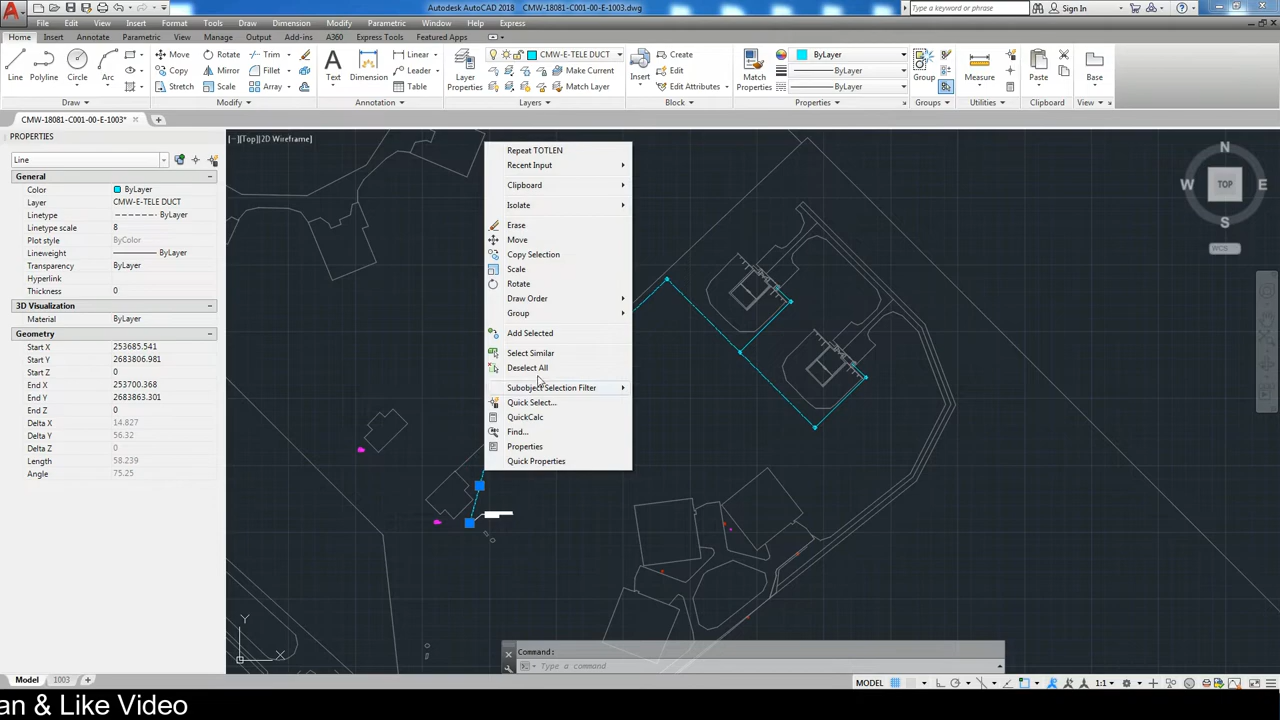 Autodesk AutoCAD 2018 CMW-18081-C001-00-E-1003.dwg
Type a keyword or phrase
Sign In
File Edit View Insert Format Tools Draw Dimension Modify Parametric Window Help Express
Home Insert Annotate Parametric View Manage Output Add-ins A360 Express Tools Featured Apps
Line
Polyline
Circle
Arc
Move
Rotate
Trim
Copy
Mirror
Fillet
Stretch
Scale
Array
Text
Dimension
Linear
Leader
Table
Layer
Properties
CMW-E-TELE DUCT
Make Current
Match Layer
Insert
Create
Edit
Edit Attributes
Match
Properties
ByLayer
ByLayer
ByLayer
Group
Measure
Paste
Base
Draw
Modify
Annotation
Layers
Block
Properties
Groups
Utilities
Clipboard
View
CMW-18081-C001-00-E-1003*
PROPERTIES
Line
General
Color ByLayer
Layer CMW-E-TELE DUCT
Linetype
Linetype scale 8
Plot style ByColor
Lineweight ByLayer
Transparency ByLayer
Hyperlink
Thickness 0
3D Visualization
Material ByLayer
Geometry
Start X 253685.541
Start Y 2683806.981
Start Z 0
End X 253700.368
End Y 2683863.301
End Z 0
Delta X 14.827
Delta Y 56.32
Delta Z 0
Length 58.239
Angle 75.25
[−][Top][2D Wireframe]
Repeat TOTLEN
Recent Input
Clipboard
Isolate
Erase
Move
Copy Selection
Scale
Rotate
Draw Order
Group
Add Selected
Select Similar
Deselect All
Subobject Selection Filter
Quick Select...
QuickCalc
Find...
Properties
Quick Properties
N
W
TOP
E
S
WCS
Y
X
Command:
Type a command
Model
1003
MODEL
1:1
an & Like Video